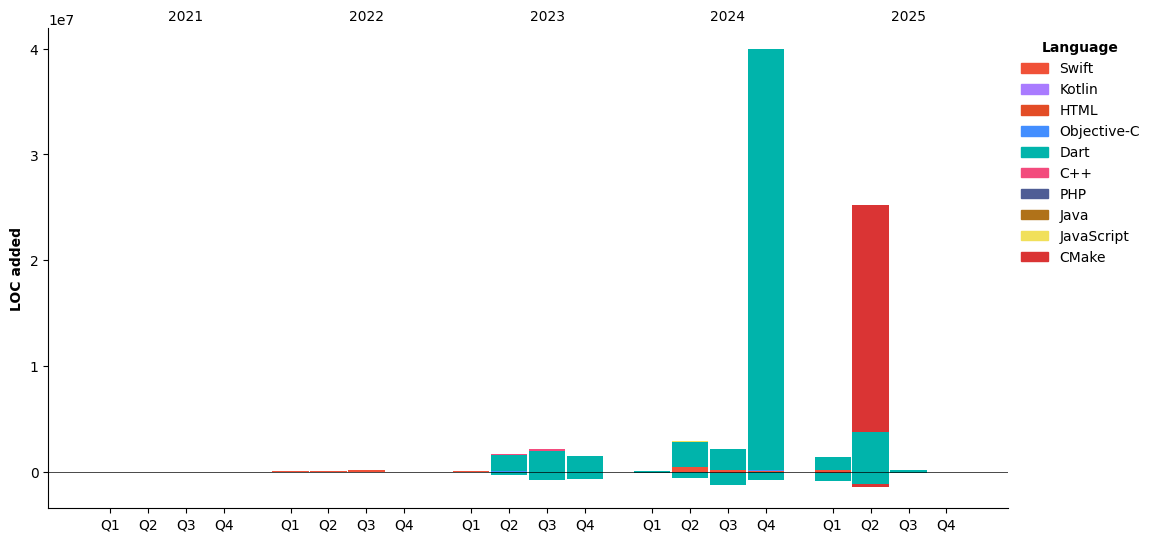 1e7
2021 2022 2023 2024 2025
4
3
2
1
0
LOC added
Q1 Q2 Q3 Q4 Q1 Q2 Q3 Q4 Q1 Q2 Q3 Q4 Q1 Q2 Q3 Q4 Q1 Q2 Q3 Q4
Language
Swift
Kotlin
HTML
Objective-C
Dart
C++
PHP
Java
JavaScript
CMake